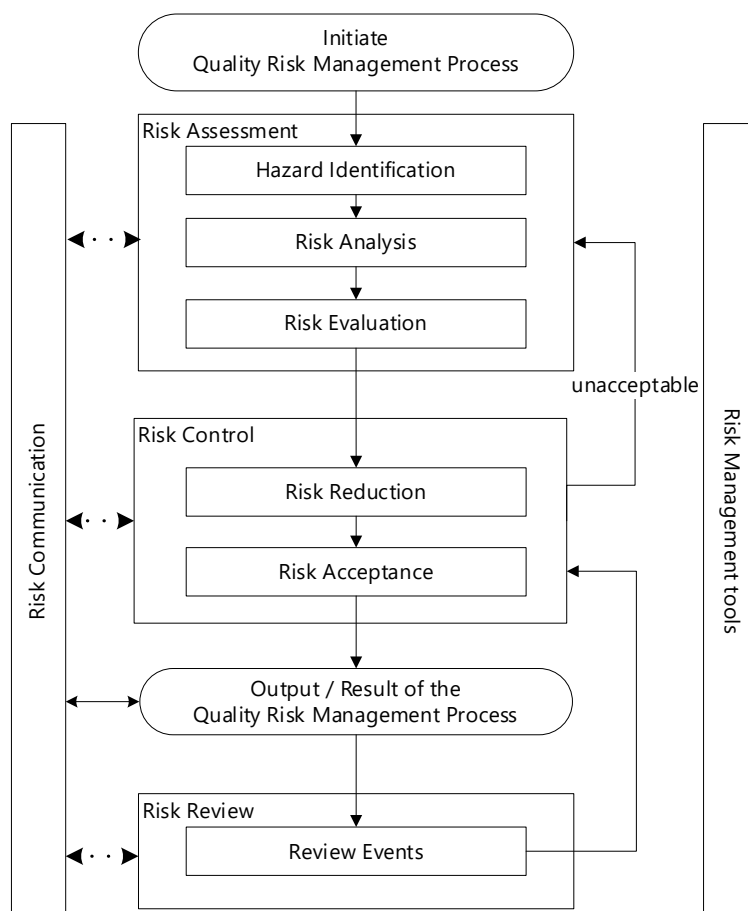 Initiate
Quality Risk Management Process
Risk Assessment
Hazard Identification
Risk Analysis
Risk Evaluation
unacceptable
Risk Control
Risk Reduction
Risk Acceptance
Output / Result of the
Quality Risk Management Process
Risk Review
Review Events
Risk Communication
Risk Management tools